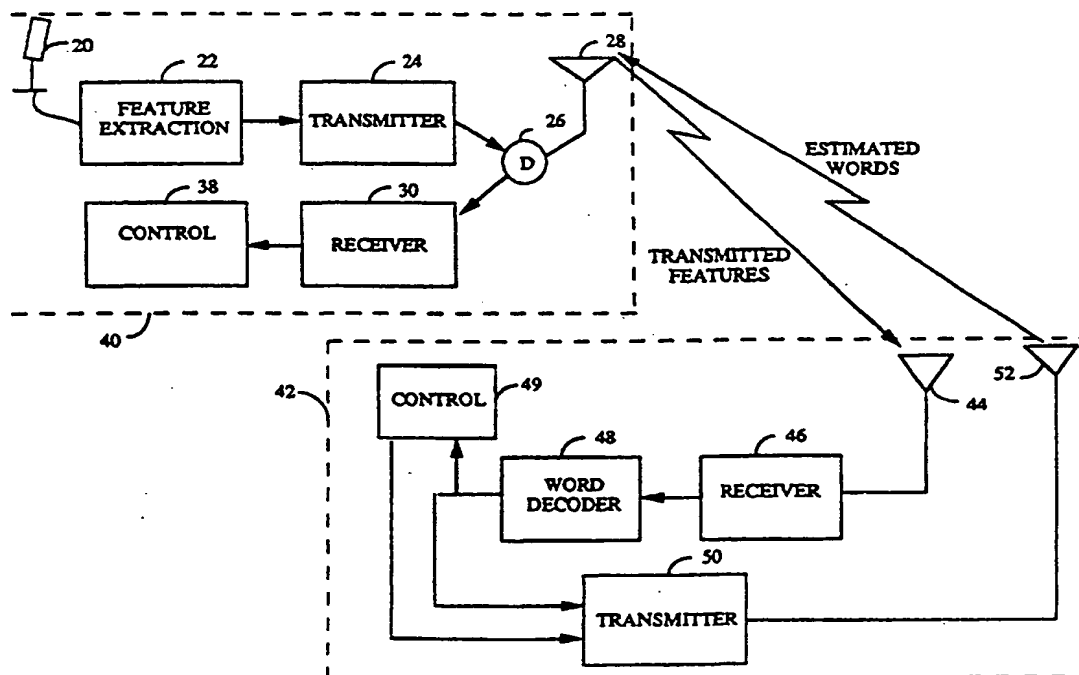 20
22
24
28
FEATURE
EXTRACTION
TRANSMITTER
26
D
ESTIMATED
WORDS
38
30
CONTROL
RECEIVER
TRANSMITTED
FEATURES
40
42
49
CONTROL
52
44
48
46
WORD
DECODER
RECEIVER
50
TRANSMITTER